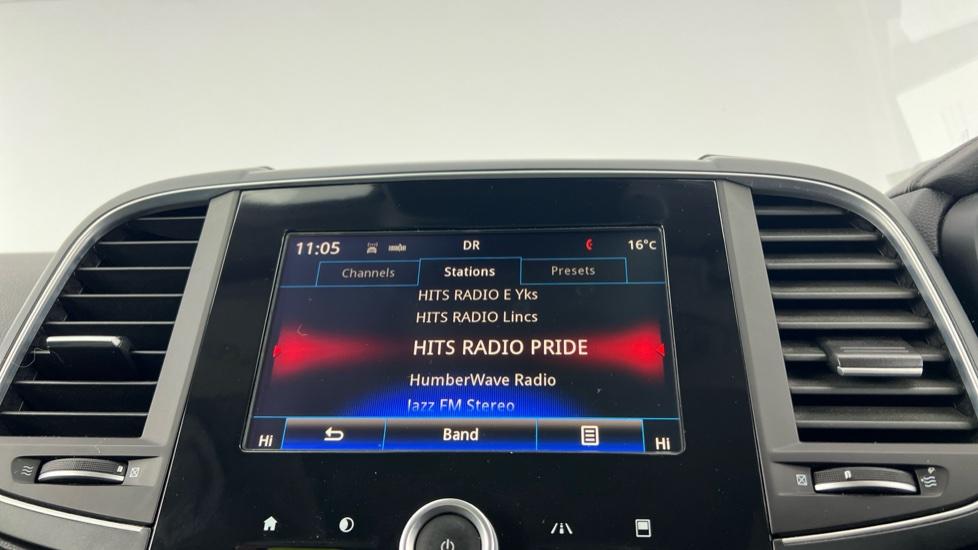 11:05 DR 16°C
Channels Stations Presets
HITS RADIO E Yks
HITS RADIO Lincs
HITS RADIO PRIDE
HumberWave Radio
Jazz FM Stereo
Hi Band Hi